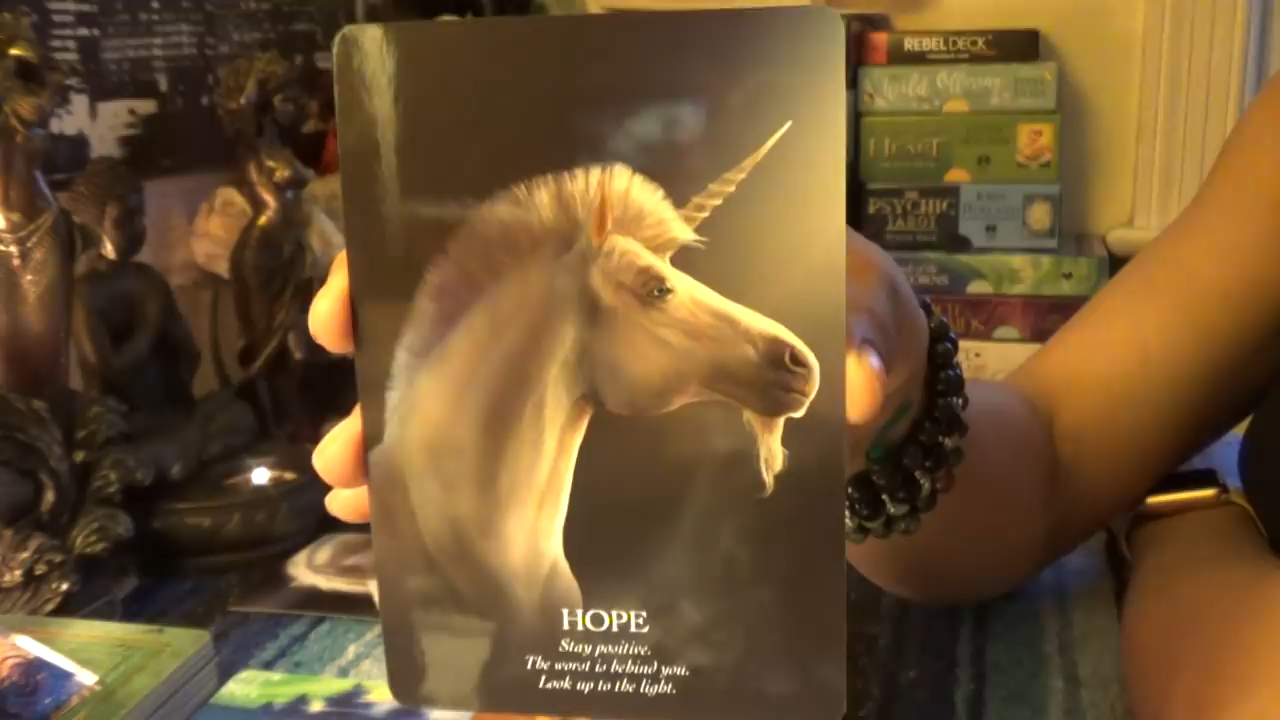 HOPE
Stay positive.
The worst is behind you.
Look up to the light.
REBEL DECK
Wild Offering
HEART
PSYCHIC
TAROT